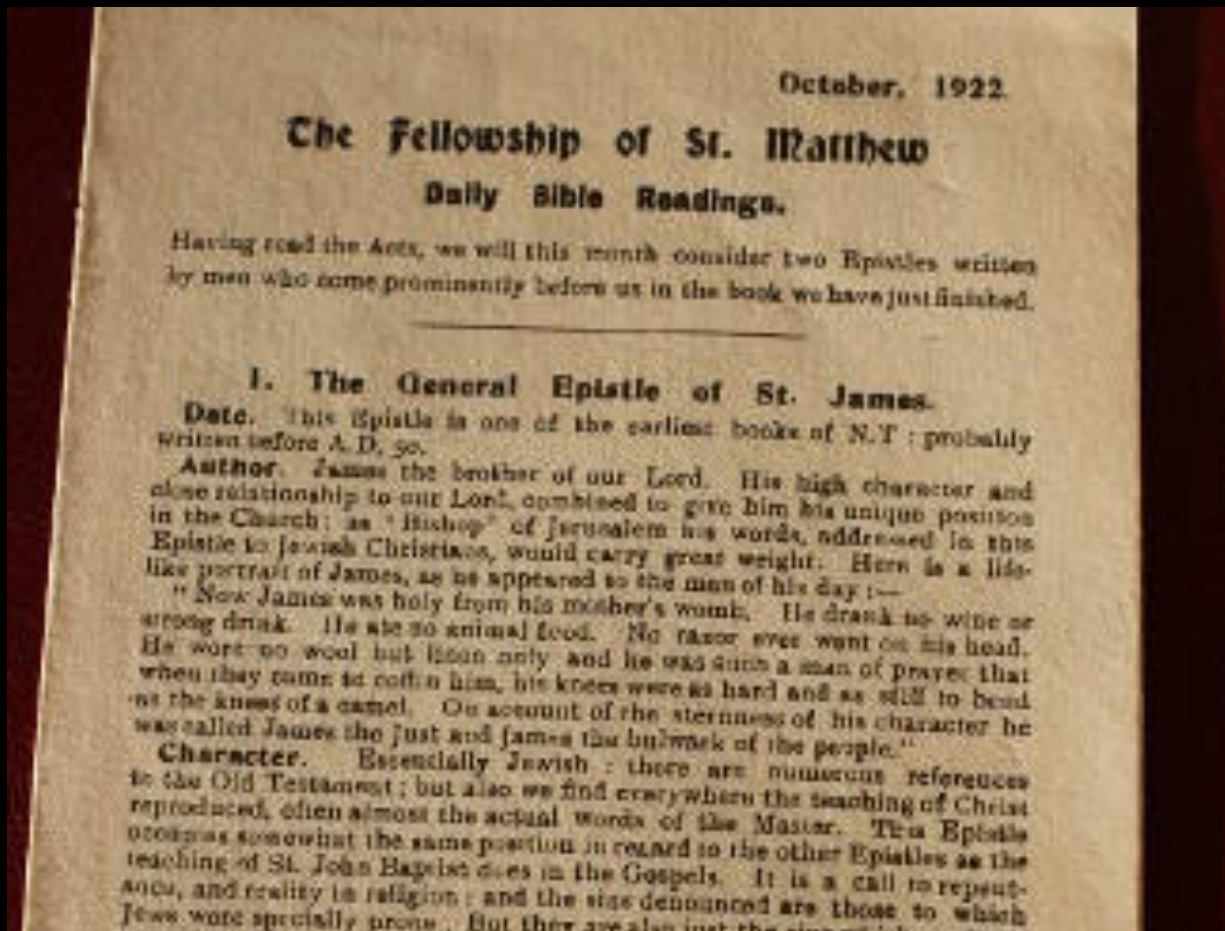 October, 1922
The Fellowship of St. Matthew
Daily Bible Readings.
Having read the Acts, we will this month consider two Epistles written
by men who come prominently before us in the book we have just finished.
I. The General Epistle of St. James.
Date. This Epistle is one of the earliest books of N.T : probably
written before A.D. 50.
Author. James the brother of our Lord. His high character and
close relationship to our Lord, combined to give him his unique position
in the Church: as "Bishop" of Jerusalem his words, addressed in this
Epistle to Jewish Christians, would carry great weight. Here is a life-
like portrait of James, as he appeared to the men of his day :—
"Now James was holy from his mother's womb. He drank no wine or
strong drink. He ate no animal food. No razor ever went on his head.
He wore no wool but linen only and he was such a man of prayer that
when they came to coffin him, his knees were as hard and as stiff to bend
as the knees of a camel. On account of the sternness of his character he
was called James the Just and James the bulwark of the people."
Character. Essentially Jewish : there are numerous references
to the Old Testament ; but also we find everywhere the teaching of Christ
reproduced, often almost the actual words of the Master. This Epistle
occupies somewhat the same position in regard to the other Epistles as the
teaching of St. John Baptist does in the Gospels. It is a call to repent-
ance, and reality in religion ; and the sins denounced are those to which
Jews were specially prone. But they are also just the sins which